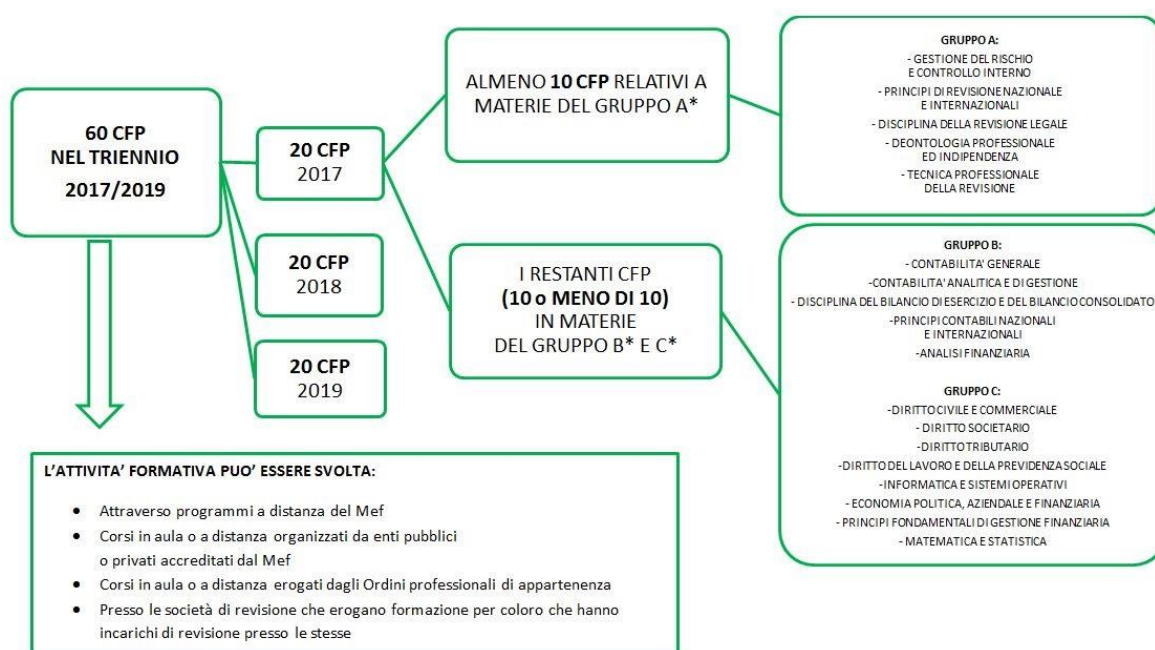 60 CFP
NEL TRIENNIO
2017/2019
20 CFP
2017
20 CFP
2018
20 CFP
2019
ALMENO 10 CFP RELATIVI A
MATERIE DEL GRUPPO A*
I RESTANTI CFP
(10 o MENO DI 10)
IN MATERIE
DEL GRUPPO B* E C*
GRUPPO A:
- GESTIONE DEL RISCHIO
E CONTROLLO INTERNO
- PRINCIPI DI REVISIONE NAZIONALE
E INTERNAZIONALI
- DISCIPLINA DELLA REVISIONE LEGALE
- DEONTOLOGIA PROFESSIONALE
ED INDIPENDENZA
- TECNICA PROFESSIONALE
DELLA REVISIONE
GRUPPO B:
- CONTABILITA' GENERALE
-CONTABILITA' ANALITICA E DI GESTIONE
- DISCIPLINA DEL BILANCIO DI ESERCIZIO E DEL BILANCIO CONSOLIDATO
-PRINCIPI CONTABILI NAZIONALI
E INTERNAZIONALI
-ANALISI FINANZIARIA
GRUPPO C:
-DIRITTO CIVILE E COMMERCIALE
- DIRITTO SOCIETARIO
-DIRITTO TRIBUTARIO
-DIRITTO DEL LAVORO E DELLA PREVIDENZA SOCIALE
-INFORMATICA E SISTEMI OPERATIVI
- ECONOMIA POLITICA, AZIENDALE E FINANZIARIA
- PRINCIPI FONDAMENTALI DI GESTIONE FINANZIARIA
- MATEMATICA E STATISTICA
L'ATTIVITA' FORMATIVA PUO' ESSERE SVOLTA:
• Attraverso programmi a distanza del Mef
• Corsi in aula o a distanza organizzati da enti pubblici
o privati accreditati dal Mef
• Corsi in aula o a distanza erogati dagli Ordini professionali di appartenenza
• Presso le società di revisione che erogano formazione per coloro che hanno
incarichi di revisione presso le stesse